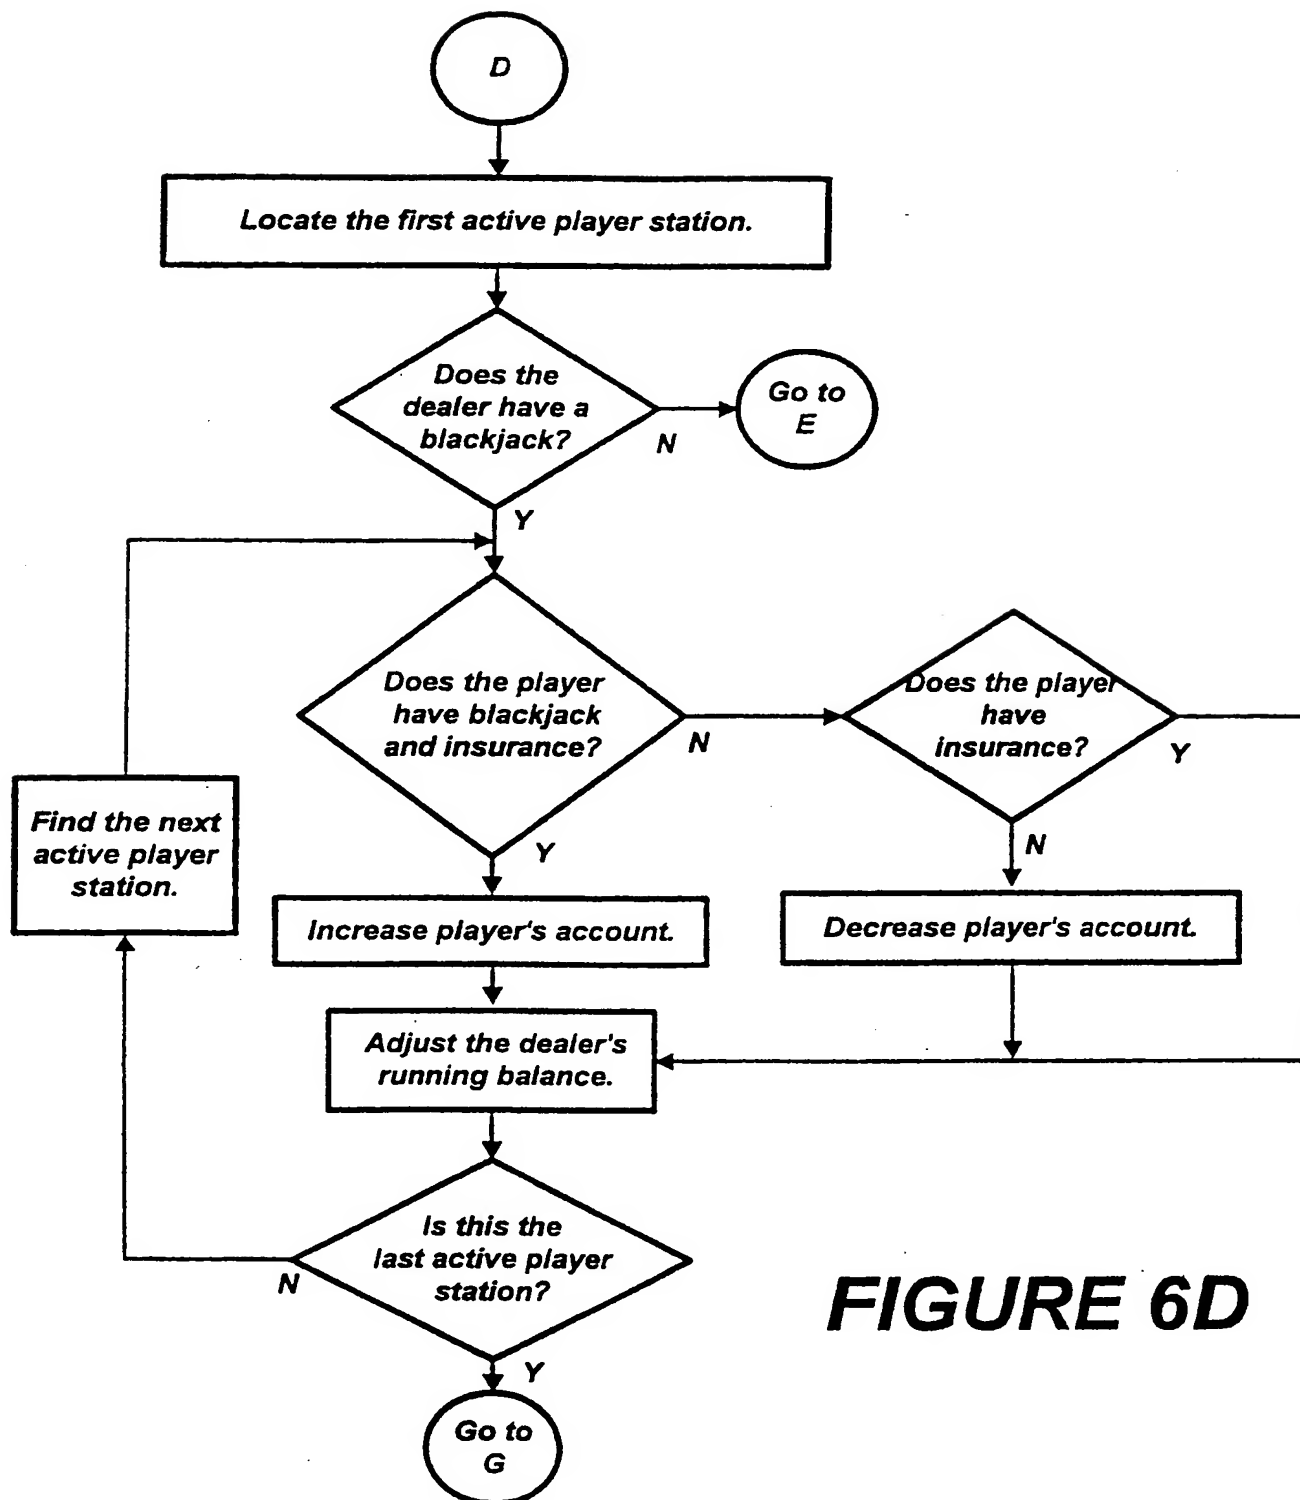 D
Locate the first active player station.
Does the
dealer have a
blackjack?
N
Go to
E
Y
Does the player
have blackjack
and insurance?
N
Does the player
have
insurance?
Y
Find the next
active player
station.
Y
N
Increase player's account.
Decrease player's account.
Adjust the dealer's
running balance.
Is this the
last active player
station?
N
FIGURE 6D
Y
Go to
G